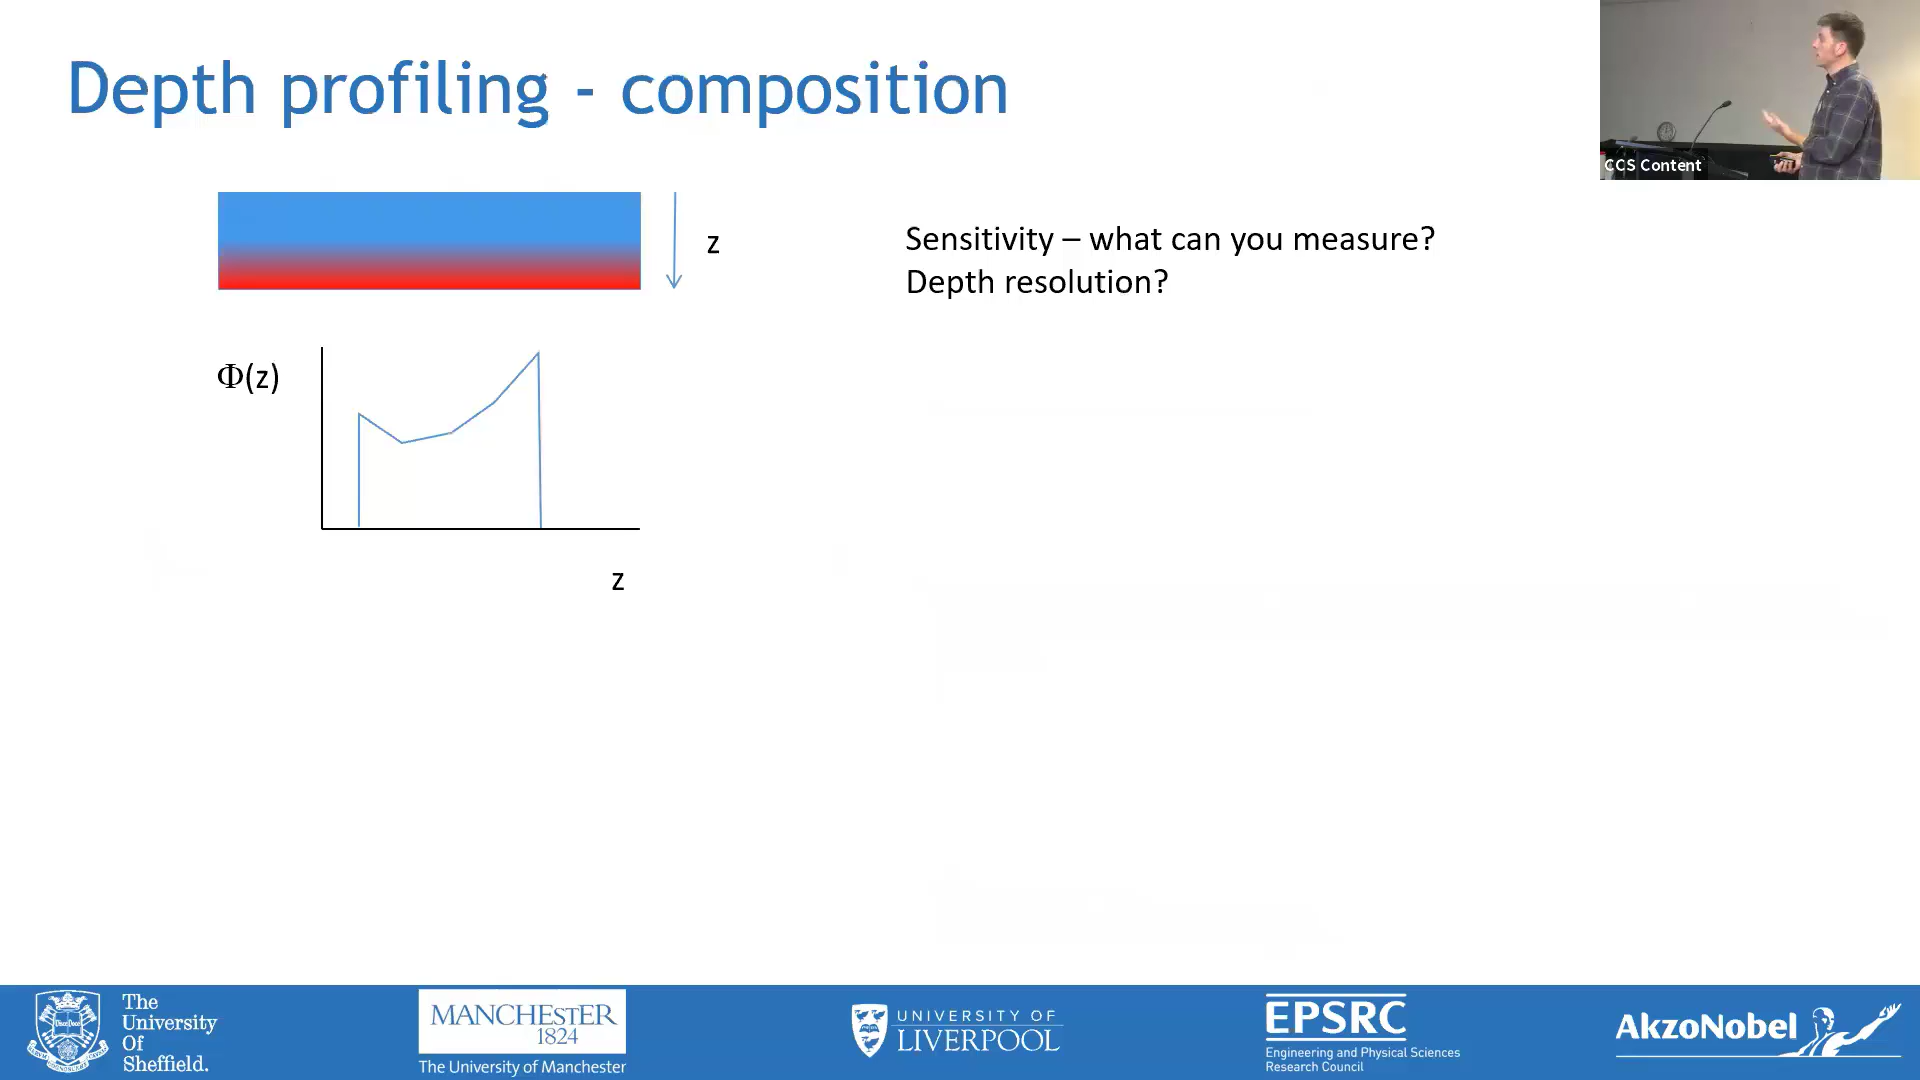 Depth profiling - composition
CCS Content
z
Sensitivity – what can you measure?
Depth resolution?
Φ(z)
z
The
University
Of
Sheffield.
MANCHESTER
1824
The University of Manchester
UNIVERSITY OF
LIVERPOOL
EPSRC
Engineering and Physical Sciences
Research Council
AkzoNobel